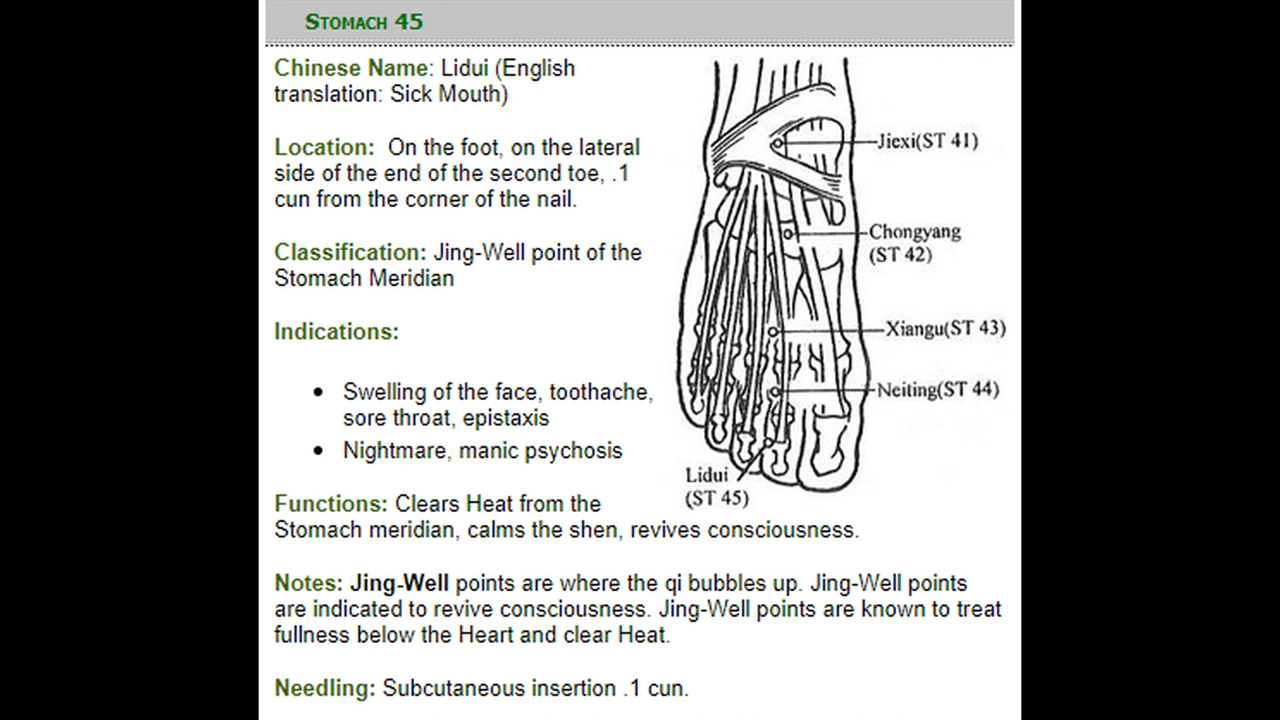 STOMACH 45
Chinese Name: Lidui (English
translation: Sick Mouth)
Location: On the foot, on the lateral
side of the end of the second toe, .1
cun from the corner of the nail.
Classification: Jing-Well point of the
Stomach Meridian
Indications:
• Swelling of the face, toothache,
sore throat, epistaxis
• Nightmare, manic psychosis
Functions: Clears Heat from the
Stomach meridian, calms the shen, revives consciousness.
Notes: Jing-Well points are where the qi bubbles up. Jing-Well points
are indicated to revive consciousness. Jing-Well points are known to treat
fullness below the Heart and clear Heat.
Needling: Subcutaneous insertion .1 cun.
Jiexi(ST 41)
Chongyang
(ST 42)
Xiangu(ST 43)
Neiting(ST 44)
Lidui
(ST 45)